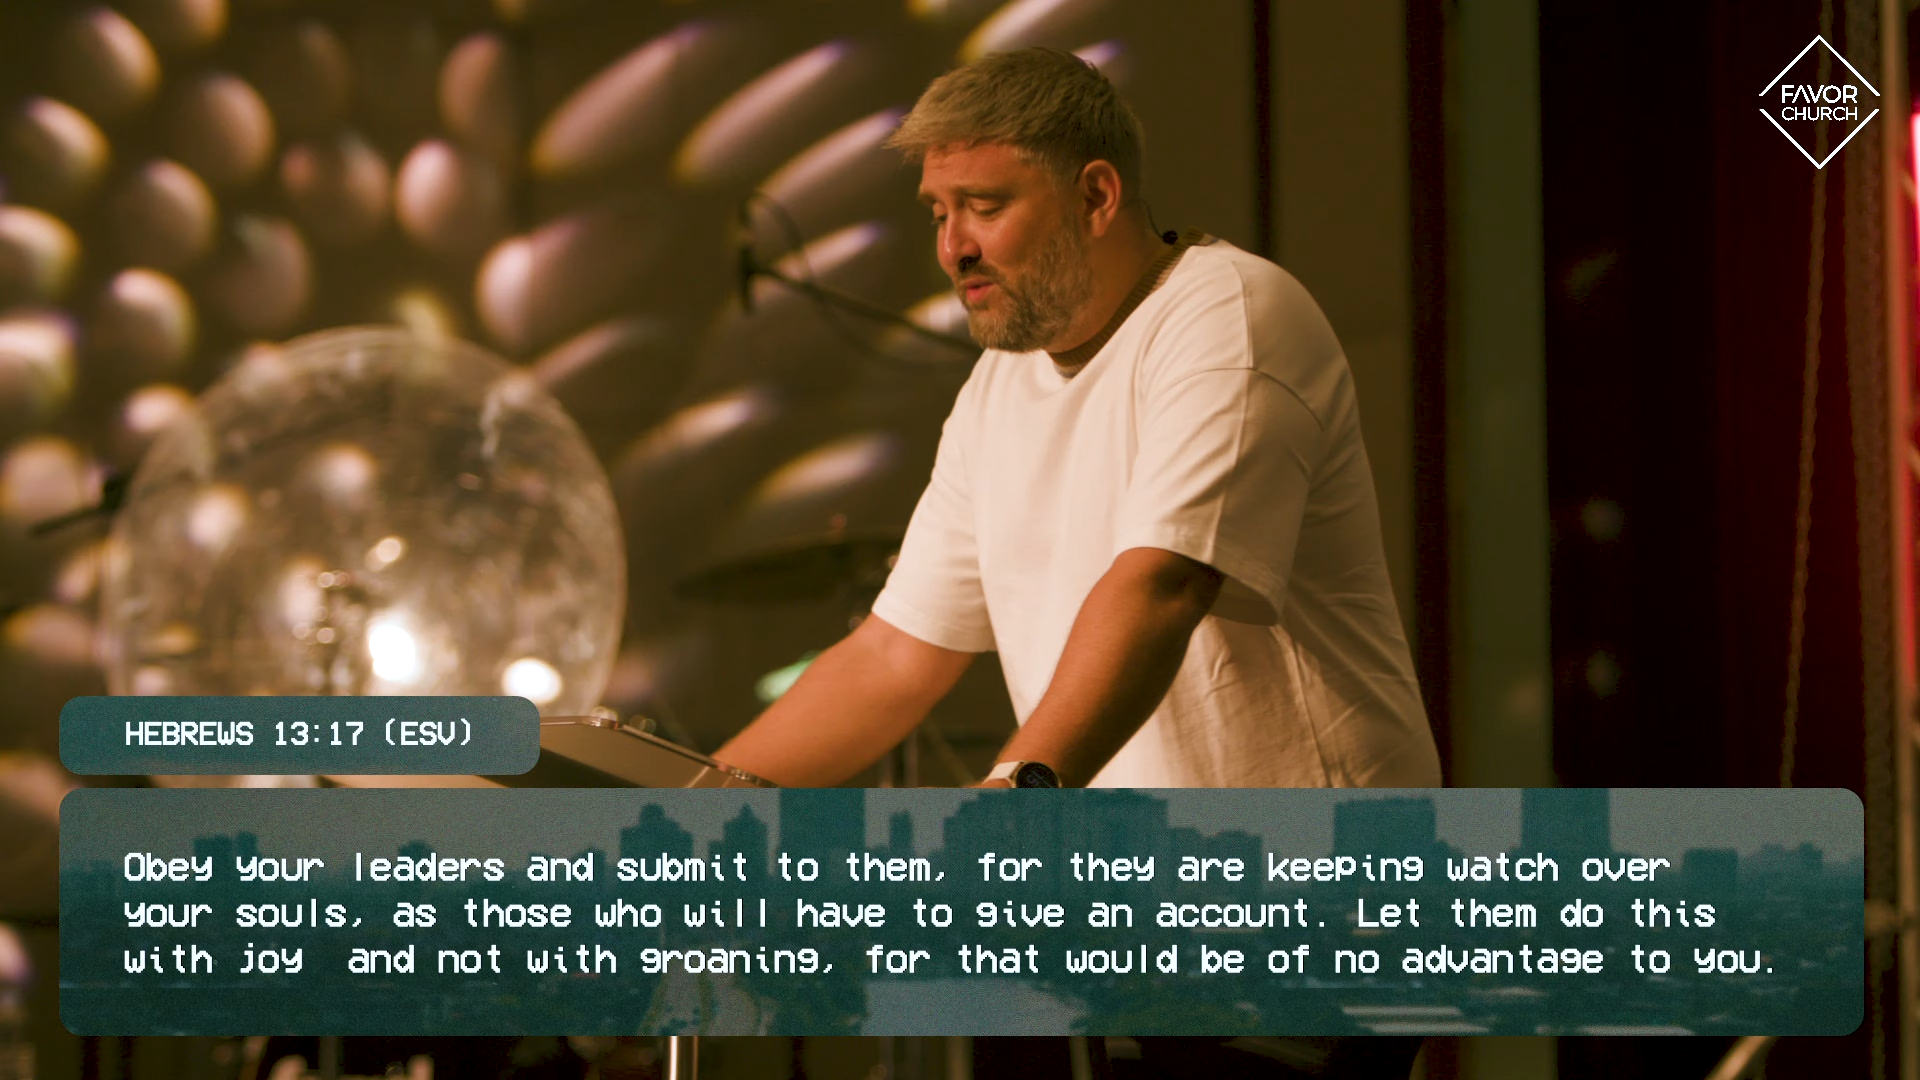 FAVOR
CHURCH
HEBREWS 13:17 (ESV)
Obey your leaders and submit to them, for they are keeping watch over
your souls, as those who will have to give an account. Let them do this
with joy  and not with groaning, for that would be of no advantage to you.